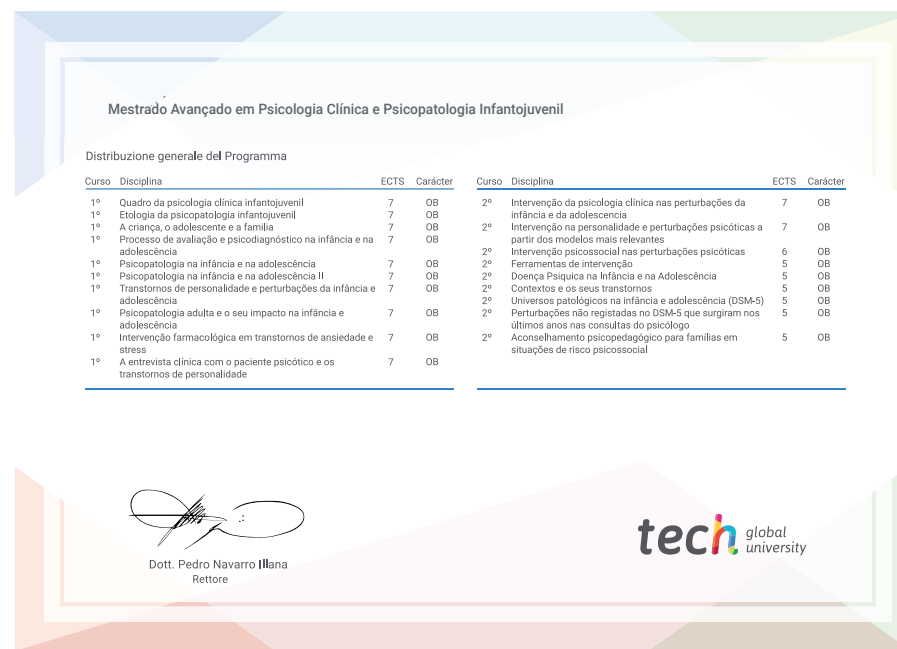 Mestrado Avançado em Psicologia Clínica e Psicopatologia Infantojuvenil
Distribuzione generale del Programma
Curso Disciplina ECTS Carácter
1º Quadro da psicologia clínica infantojuvenil 7 OB
1º Etologia da psicopatologia infantojuvenil 7 OB
1º A criança, o adolescente e a família 7 OB
1º Processo de avaliação e psicodiagnóstico na infância e na 7 OB
adolescência
1º Psicopatologia na infância e na adolescência 7 OB
1º Psicopatologia na infância e na adolescência II 7 OB
1º Transtornos de personalidade e perturbações da infância e 7 OB
adolescência
1º Psicopatologia adulta e o seu impacto na infância e 7 OB
adolescência
1º Intervenção farmacológica em transtornos de ansiedade e 7 OB
stress
1º A entrevista clínica com o paciente psicótico e os 7 OB
transtornos de personalidade
Curso Disciplina ECTS Carácter
2º Intervenção da psicologia clínica nas perturbações da 7 OB
infância e da adolescencia
2º Intervenção na personalidade e perturbações psicóticas a 7 OB
partir dos modelos mais relevantes
2º Intervenção psicossocial nas perturbações psicóticas 6 OB
2º Ferramentas de intervenção 5 OB
2º Doença Psiquica na Infância e na Adolescência 5 OB
2º Contextos e os seus transtornos 5 OB
2º Universos patológicos na infância e adolescência (DSM-5) 5 OB
2º Perturbações não registadas no DSM-5 que surgiram nos 5 OB
últimos anos nas consultas do psicólogo
2º Aconselhamento psicopedagógico para famílias em 5 OB
situações de risco psicossocial
Dott. Pedro Navarro Illana
Rettore
tech global
university